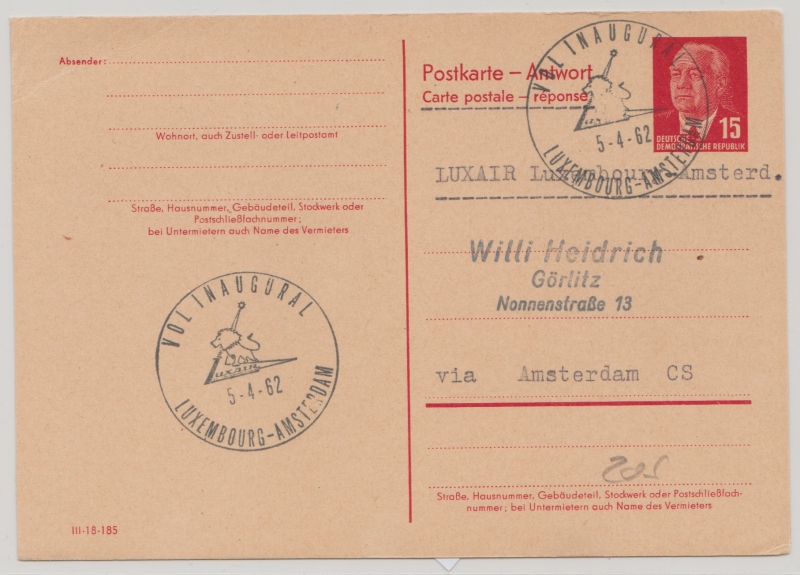 Absender:
Wohnort, auch Zustell- oder Leitpostamt
Straße, Hausnummer, Gebäudeteil, Stockwerk oder
Postschließfachnummer;
bei Untermietern auch Name des Vermieters
VOL INAUGURAL
LUXAIR
5-4-62
LUXEMBOURG-AMSTERDAM
III-18-185
Postkarte – Antwort
Carte postale – réponse
VOL INAUGURAL
5-4-62
LUXEMBOURG-AMSTERDAM
15
DEUTSCHE
DEMOKRATISCHE REPUBLIK
LUXAIR Luxembourg Amsterd.
Willi Heidrich
Görlitz
Nonnenstraße 13
via Amsterdam CS
Straße, Hausnummer, Gebäudeteil, Stockwerk oder Postschließfach-
nummer; bei Untermietern auch Name des Vermieters